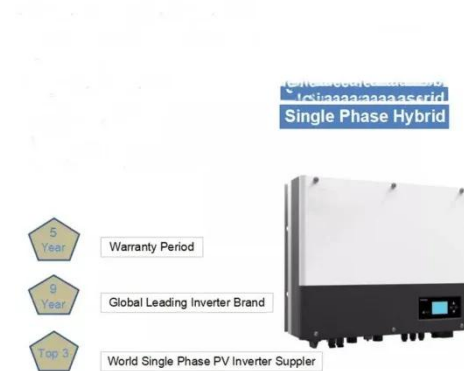 Single Phase Hybrid
5
Year
Warranty Period
9
Year
Global Leading Inverter Brand
Top 3
World Single Phase PV Inverter Suppler